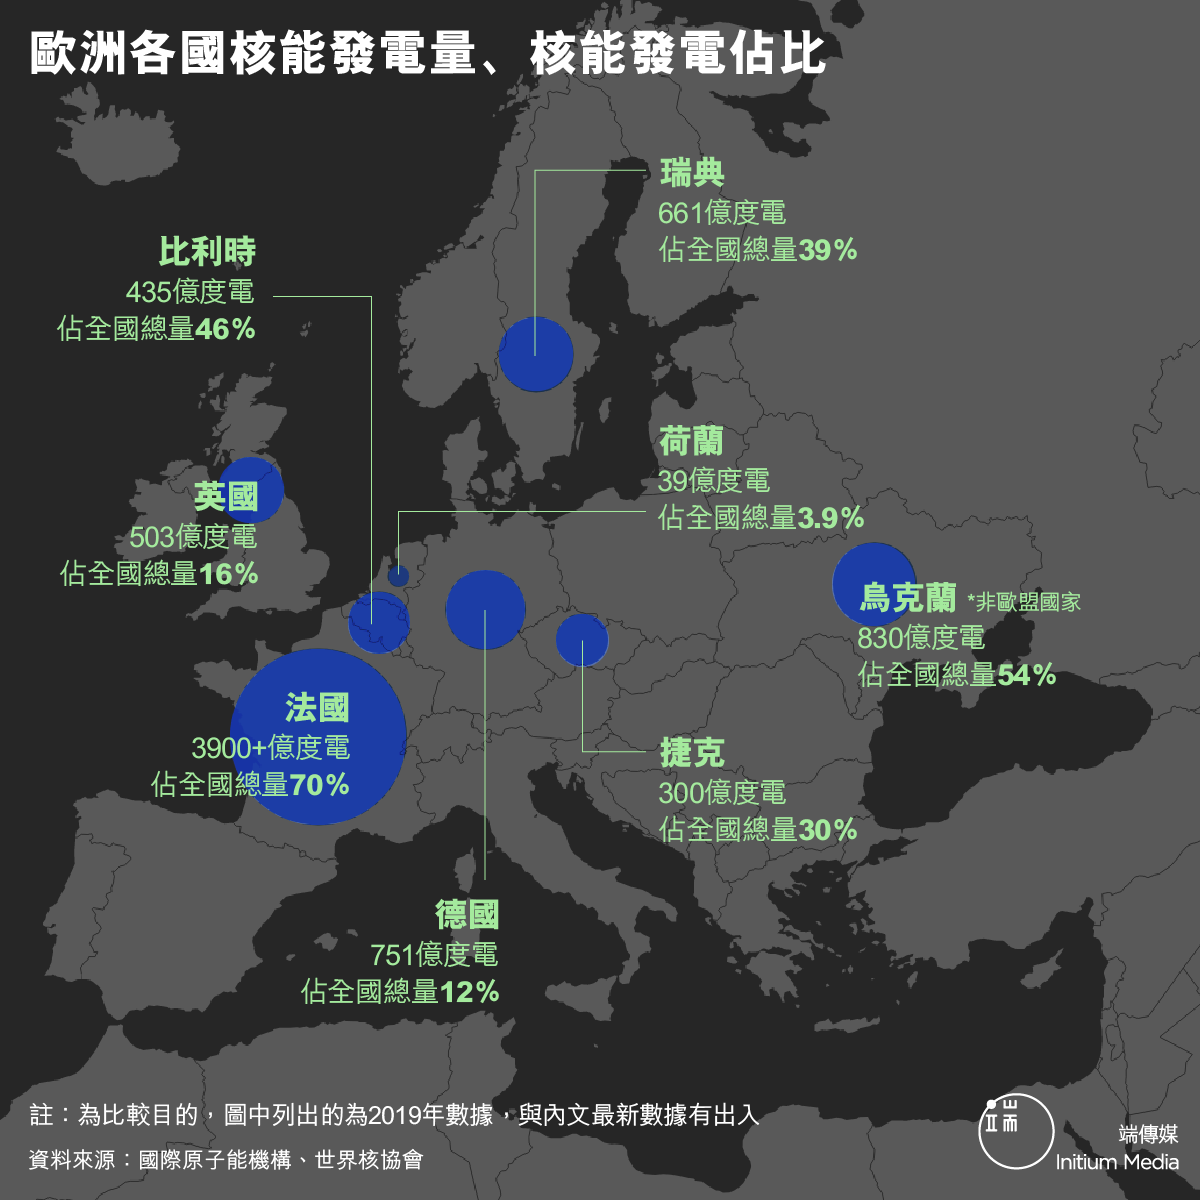 歐洲各國核能發電量、核能發電佔比
瑞典
661億度電
佔全國總量39%
比利時
435億度電
佔全國總量46%
荷蘭
39億度電
佔全國總量3.9%
英國
503億度電
佔全國總量16%
烏克蘭 *非歐盟國家
830億度電
佔全國總量54%
法國
3900+億度電
佔全國總量70%
捷克
300億度電
佔全國總量30%
德國
751億度電
佔全國總量12%
註：為比較目的，圖中列出的為2019年數據，與內文最新數據有出入
資料來源：國際原子能機構、世界核協會
端
端傳媒
Initium Media